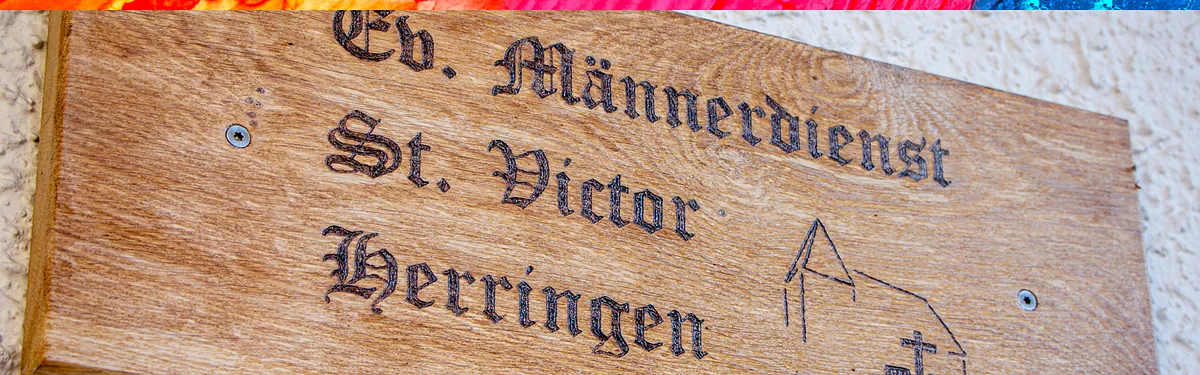 Ev. Männerdienst
St. Victor
Herringen